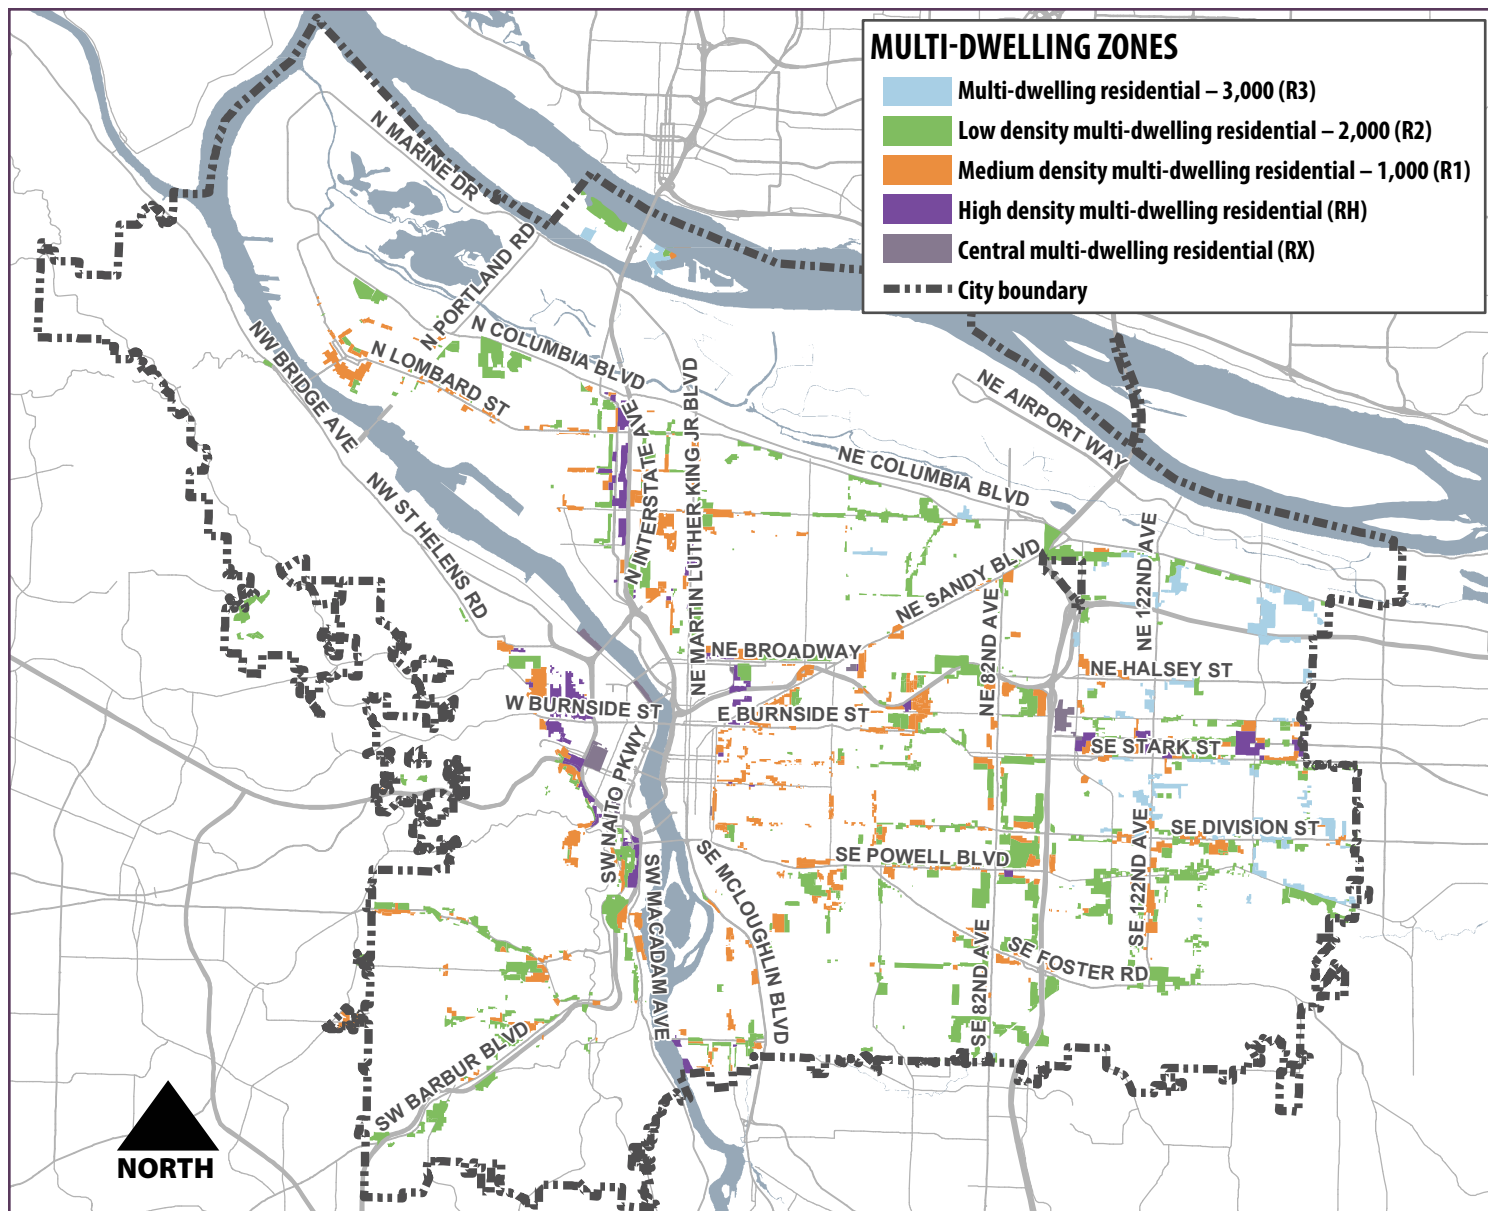 MULTI-DWELLING ZONES
Multi-dwelling residential – 3,000 (R3)
Low density multi-dwelling residential – 2,000 (R2)
Medium density multi-dwelling residential – 1,000 (R1)
High density multi-dwelling residential (RH)
Central multi-dwelling residential (RX)
City boundary
N MARINE DR
N PORTLAND RD
N COLUMBIA BLVD
N LOMBARD ST
NW BRIDGE AVE
NW ST HELENS RD
N INTERSTATE AVE
NE MARTIN LUTHER KING JR BLVD
NE COLUMBIA BLVD
NE AIRPORT WAY
NE SANDY BLVD
NE 82ND AVE
NE 122ND AVE
NE BROADWAY
NE HALSEY ST
W BURNSIDE ST
E BURNSIDE ST
SE STARK ST
SW NAITO PKWY
SE DIVISION ST
SE POWELL BLVD
SE 122ND AVE
SW MACADAM AVE
SE MCLOUGHLIN BLVD
SE 82ND AVE
SE FOSTER RD
SW BARBUR BLVD
NORTH